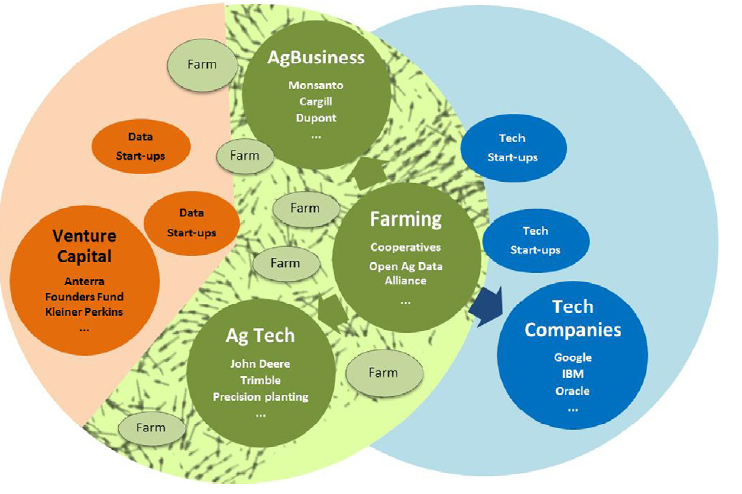 AgBusiness
Monsanto
Cargill
Dupont
...
Farm
Farm
Data
Start-ups
Data
Start-ups
Venture
Capital
Anterra
Founders Fund
Kleiner Perkins
...
Farm
Farm
Farming
Cooperatives
Open Ag Data
Alliance
...
Ag Tech
John Deere
Trimble
Precision planting
...
Farm
Farm
Tech
Start-ups
Tech
Start-ups
Tech
Companies
Google
IBM
Oracle
...